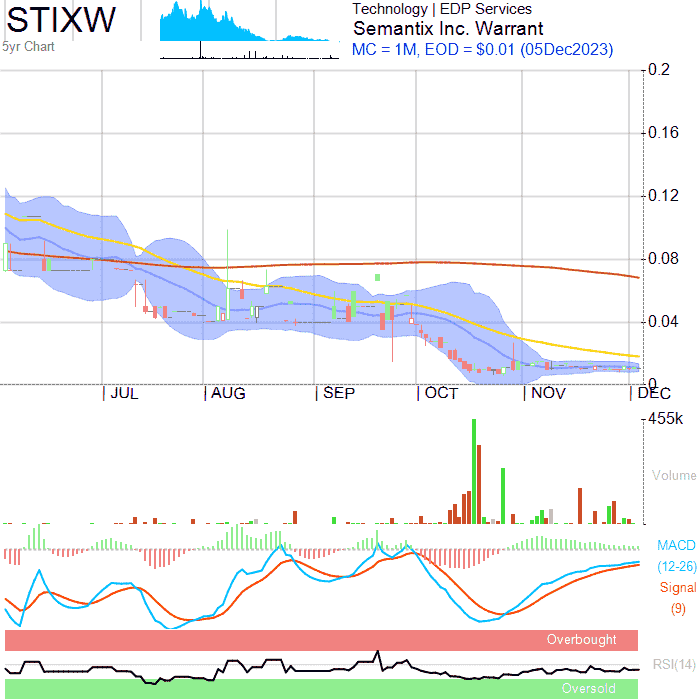 STIXW
5yr Chart
Technology | EDP Services
Semantix Inc. Warrant
MC = 1M, EOD = $0.01 (05Dec2023)
0.2
0.16
0.12
0.08
0.04
0
JUL
AUG
SEP
OCT
NOV
DEC
455k
Volume
MACD
(12-26)
Signal
(9)
Overbought
RSI(14)
Oversold